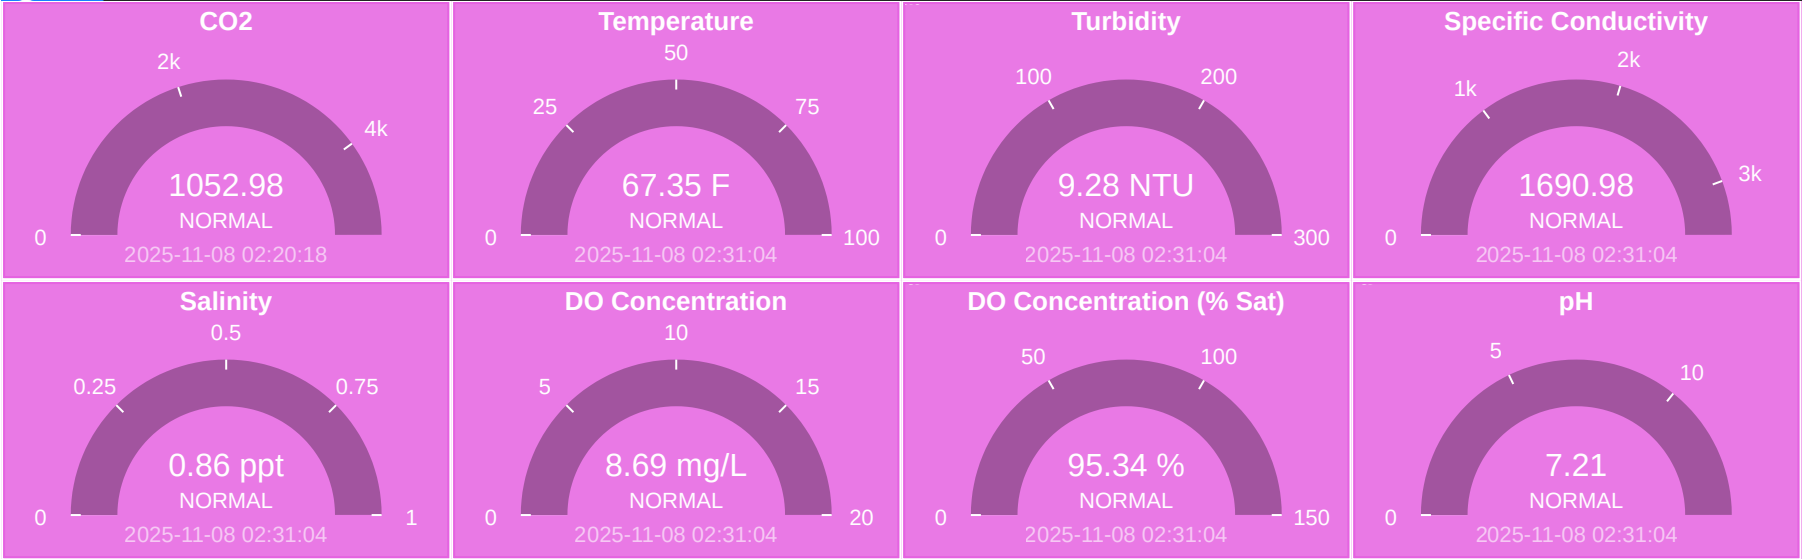 CO2
2k
4k
0
1052.98
NORMAL
2025-11-08 02:20:18
Temperature
50
25
75
0
100
67.35 F
NORMAL
2025-11-08 02:31:04
Turbidity
100
200
0
300
9.28 NTU
NORMAL
2025-11-08 02:31:04
Specific Conductivity
2k
1k
3k
0
1690.98
NORMAL
2025-11-08 02:31:04
Salinity
0.5
0.25
0.75
0
1
0.86 ppt
NORMAL
2025-11-08 02:31:04
DO Concentration
10
5
15
0
20
8.69 mg/L
NORMAL
2025-11-08 02:31:04
DO Concentration (% Sat)
50
100
0
150
95.34 %
NORMAL
2025-11-08 02:31:04
pH
5
10
0
7.21
NORMAL
2025-11-08 02:31:04